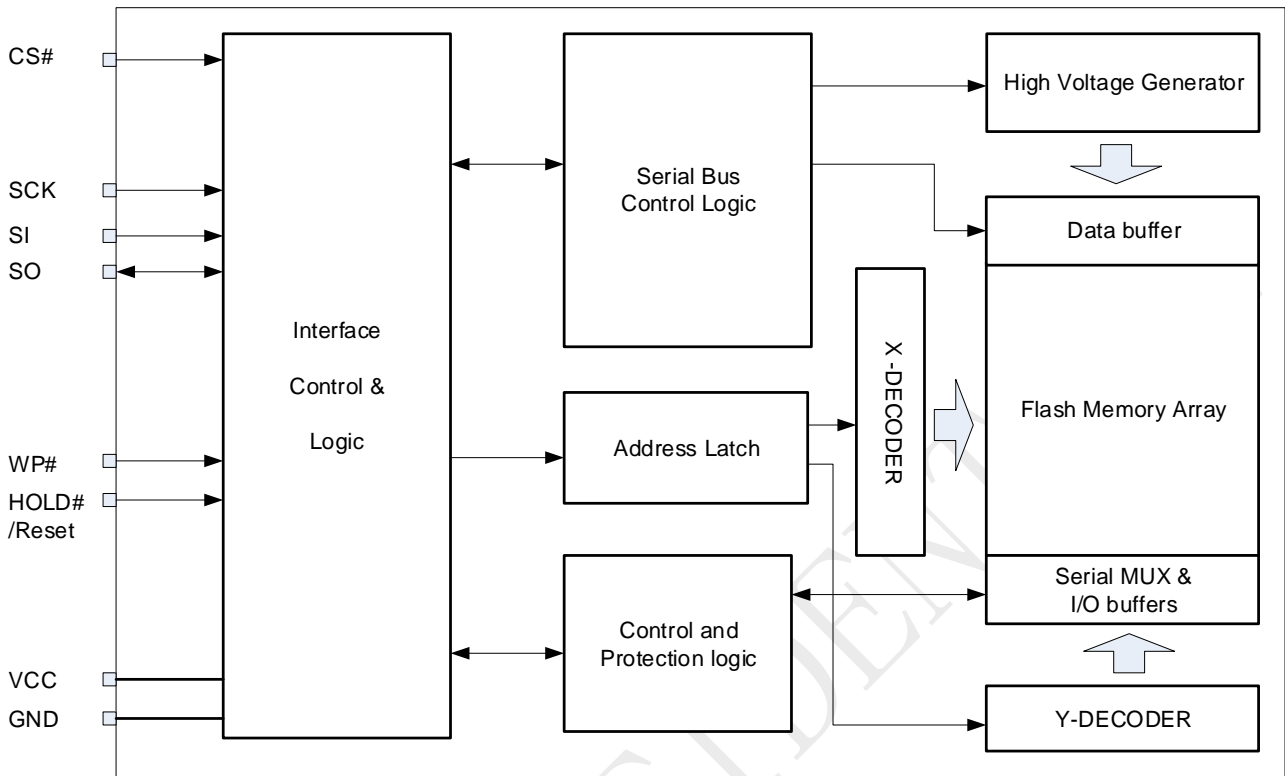 CS#
SCK
SI
SO
WP#
HOLD#
/Reset
VCC
GND
Interface
Control &
Logic
Serial Bus
Control Logic
Address Latch
Control and
Protection logic
X-DECODER
High Voltage Generator
Data buffer
Flash Memory Array
Serial MUX &
I/O buffers
Y-DECODER